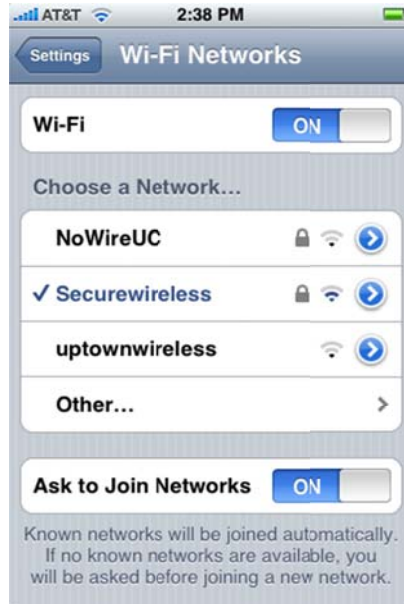 AT&T 2:38 PM
Settings Wi-Fi Networks
Wi-Fi ON
Choose a Network...
NoWireUC
✓ Securewireless
uptownwireless
Other...
Ask to Join Networks ON
Known networks will be joined automatically.
If no known networks are available, you
will be asked before joining a new network.